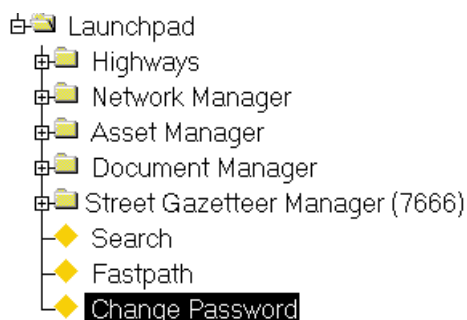 Launchpad
Highways
Network Manager
Asset Manager
Document Manager
Street Gazetteer Manager (7666)
Search
Fastpath
Change Password